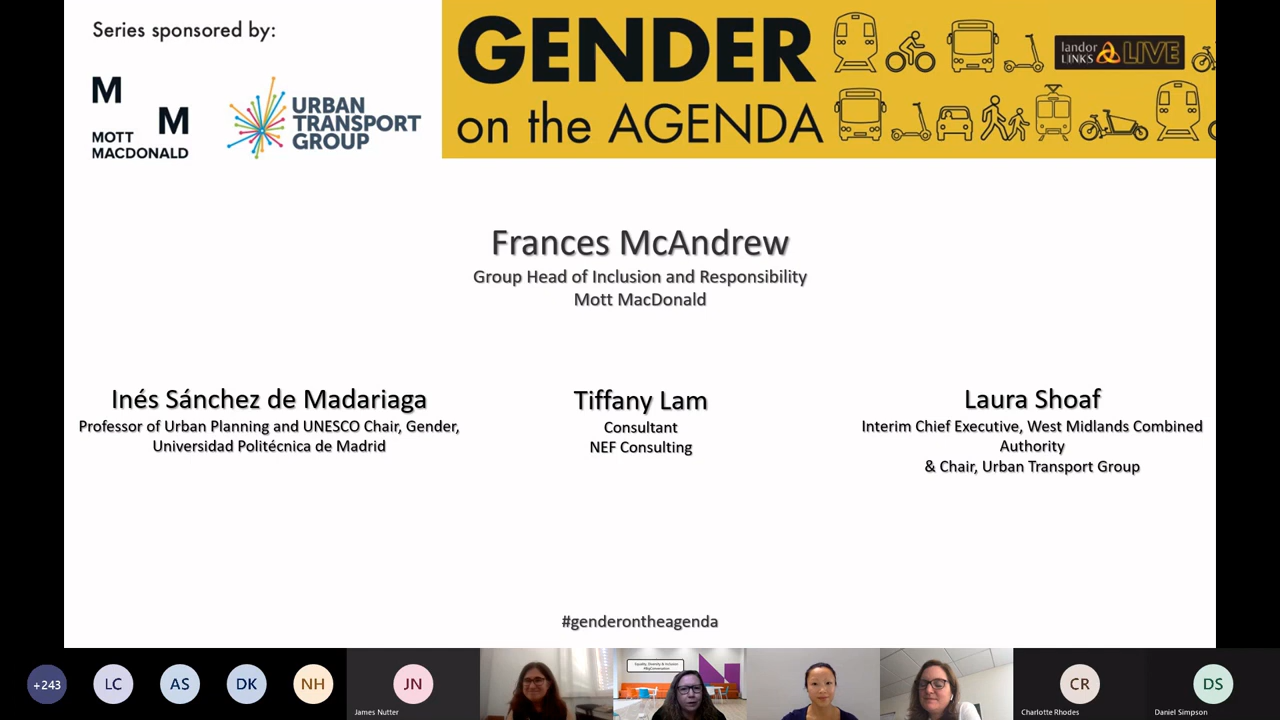 Series sponsored by:
M
M
MOTT
MACDONALD
URBAN
TRANSPORT
GROUP
GENDER
on the AGENDA
landor
LINKS
LIVE
Frances McAndrew
Group Head of Inclusion and Responsibility
Mott MacDonald
Inés Sánchez de Madariaga
Professor of Urban Planning and UNESCO Chair, Gender,
Universidad Politécnica de Madrid
Tiffany Lam
Consultant
NEF Consulting
Laura Shoaf
Interim Chief Executive, West Midlands Combined
Authority
& Chair, Urban Transport Group
#genderontheagenda
+243
LC
AS
DK
NH
JN
James Nutter
Equality, Diversity & Inclusion
CR
Charlotte Rhodes
DS
Daniel Simpson